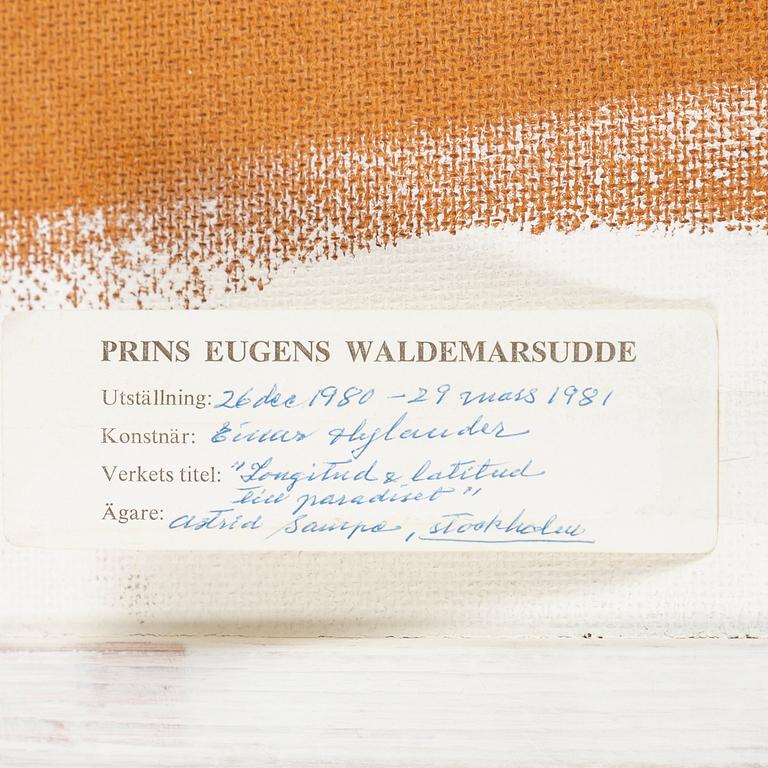 PRINS EUGENS WALDEMARSUDDE
Utställning: 26 dec 1980 – 29 mars 1981
Konstnär: Einar Hylander
Verkets titel: "Longitud & latitud
till paradiset"
Ägare: Astrid Sampe, Stockholm